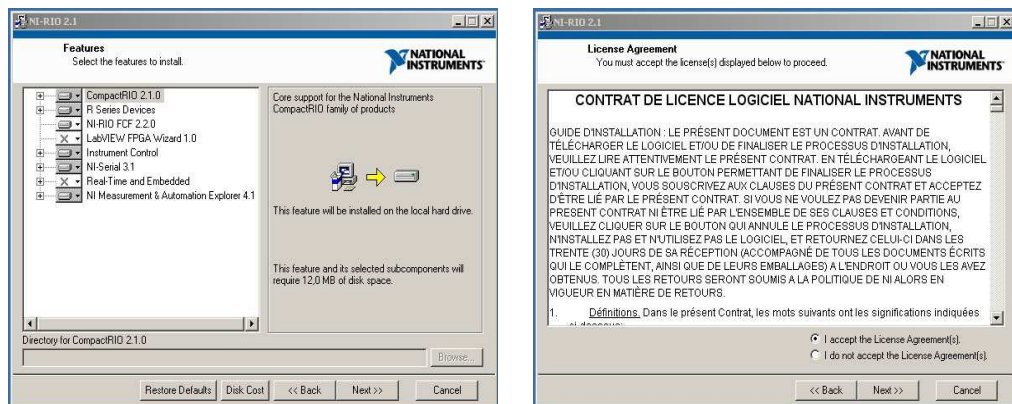 NI-RIO 2.1
Features
Select the features to install.
NATIONAL
INSTRUMENTS
CompactRIO 2.1.0
R Series Devices
NI-RIO FCF 2.2.0
LabVIEW FPGA Wizard 1.0
Instrument Control
NI-Serial 3.1
Real-Time and Embedded
NI Measurement & Automation Explorer 4.1
Core support for the National Instruments
CompactRIO family of products
This feature will be installed on the local hard drive.
This feature and its selected subcomponents will
require 12,0 MB of disk space.
Directory for CompactRIO 2.1.0
Browse...
Restore Defaults
Disk Cost
<< Back
Next >>
Cancel
NI-RIO 2.1
License Agreement
You must accept the license(s) displayed below to proceed.
NATIONAL
INSTRUMENTS
CONTRAT DE LICENCE LOGICIEL NATIONAL INSTRUMENTS
GUIDE D'INSTALLATION : LE PRÉSENT DOCUMENT EST UN CONTRAT. AVANT DE
TÉLÉCHARGER LE LOGICIEL ET/OU DE FINALISER LE PROCESSUS D'INSTALLATION,
VEUILLEZ LIRE ATTENTIVEMENT LE PRÉSENT CONTRAT. EN TÉLÉCHARGEANT LE LOGICIEL
ET/OU CLIQUANT SUR LE BOUTON PERMETTANT DE FINALISER LE PROCESSUS
D'INSTALLATION, VOUS SOUSCRIVEZ AUX CLAUSES DU PRÉSENT CONTRAT ET ACCEPTEZ
D'ÊTRE LIÉ PAR LE PRÉSENT CONTRAT. SI VOUS NE VOULEZ PAS DEVENIR PARTIE AU
PRESENT CONTRAT NI ÊTRE LIÉ PAR L'ENSEMBLE DE SES CLAUSES ET CONDITIONS,
VEUILLEZ CLIQUER SUR LE BOUTON QUI ANNULE LE PROCESSUS D'INSTALLATION,
N'INSTALLEZ PAS ET N'UTILISEZ PAS LE LOGICIEL, ET RETOURNEZ CELUI-CI DANS LES
TRENTE (30) JOURS DE SA RÉCEPTION (ACCOMPAGNÉ DE TOUS LES DOCUMENTS ÉCRITS
QUI LE COMPLÈTENT, AINSI QUE DE LEURS EMBALLAGES) A L'ENDROIT OU VOUS LES AVEZ
OBTENUS. TOUS LES RETOURS SERONT SOUMIS A LA POLITIQUE DE NI ALORS EN
VIGUEUR EN MATIÈRE DE RETOURS.
1. Définitions. Dans le présent Contrat, les mots suivants ont les significations indiquées
ci-dessous:
I accept the License Agreement(s).
I do not accept the License Agreement(s).
<< Back
Next >>
Cancel